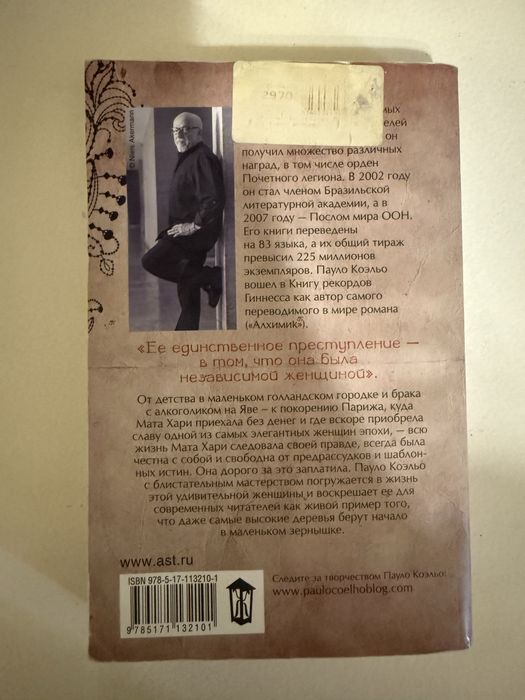 2970
© Niels Akermann
он
получил множество различных
наград, в том числе орден
Почетного легиона. В 2002 году
он стал членом Бразильской
литературной академии, а в
2007 году — Послом мира ООН.
Его книги переведены
на 83 языка, а их общий тираж
превысил 225 миллионов
экземпляров. Пауло Коэльо
вошел в Книгу рекордов
Гиннесса как автор самого
переводимого в мире романа
(«Алхимик»).
«Ее единственное преступление —
в том, что она была
независимой женщиной».
От детства в маленьком голландском городке и брака
с алкоголиком на Яве – к покорению Парижа, куда
Мата Хари приехала без денег и где вскоре приобрела
славу одной из самых элегантных женщин эпохи, — всю
жизнь Мата Хари следовала своей правде, всегда была
честна с собой и свободна от предрассудков и шаблон-
ных истин. Она дорого за это заплатила. Пауло Коэльо
с блистательным мастерством погружается в жизнь
этой удивительной женщины и воскрешает ее для
современных читателей как живой пример того,
что даже самые высокие деревья берут начало
в маленьком зернышке.
www.ast.ru
ISBN 978-5-17-113210-1
9 785171 132101
Следите за творчеством Пауло Коэльо:
www.paulocoelhoblog.com